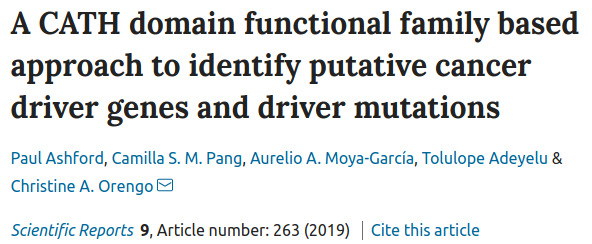 A CATH domain functional family based
approach to identify putative cancer
driver genes and driver mutations
Paul Ashford, Camilla S. M. Pang, Aurelio A. Moya-García, Tolulope Adeyelu &
Christine A. Orengo
Scientific Reports 9, Article number: 263 (2019) | Cite this article